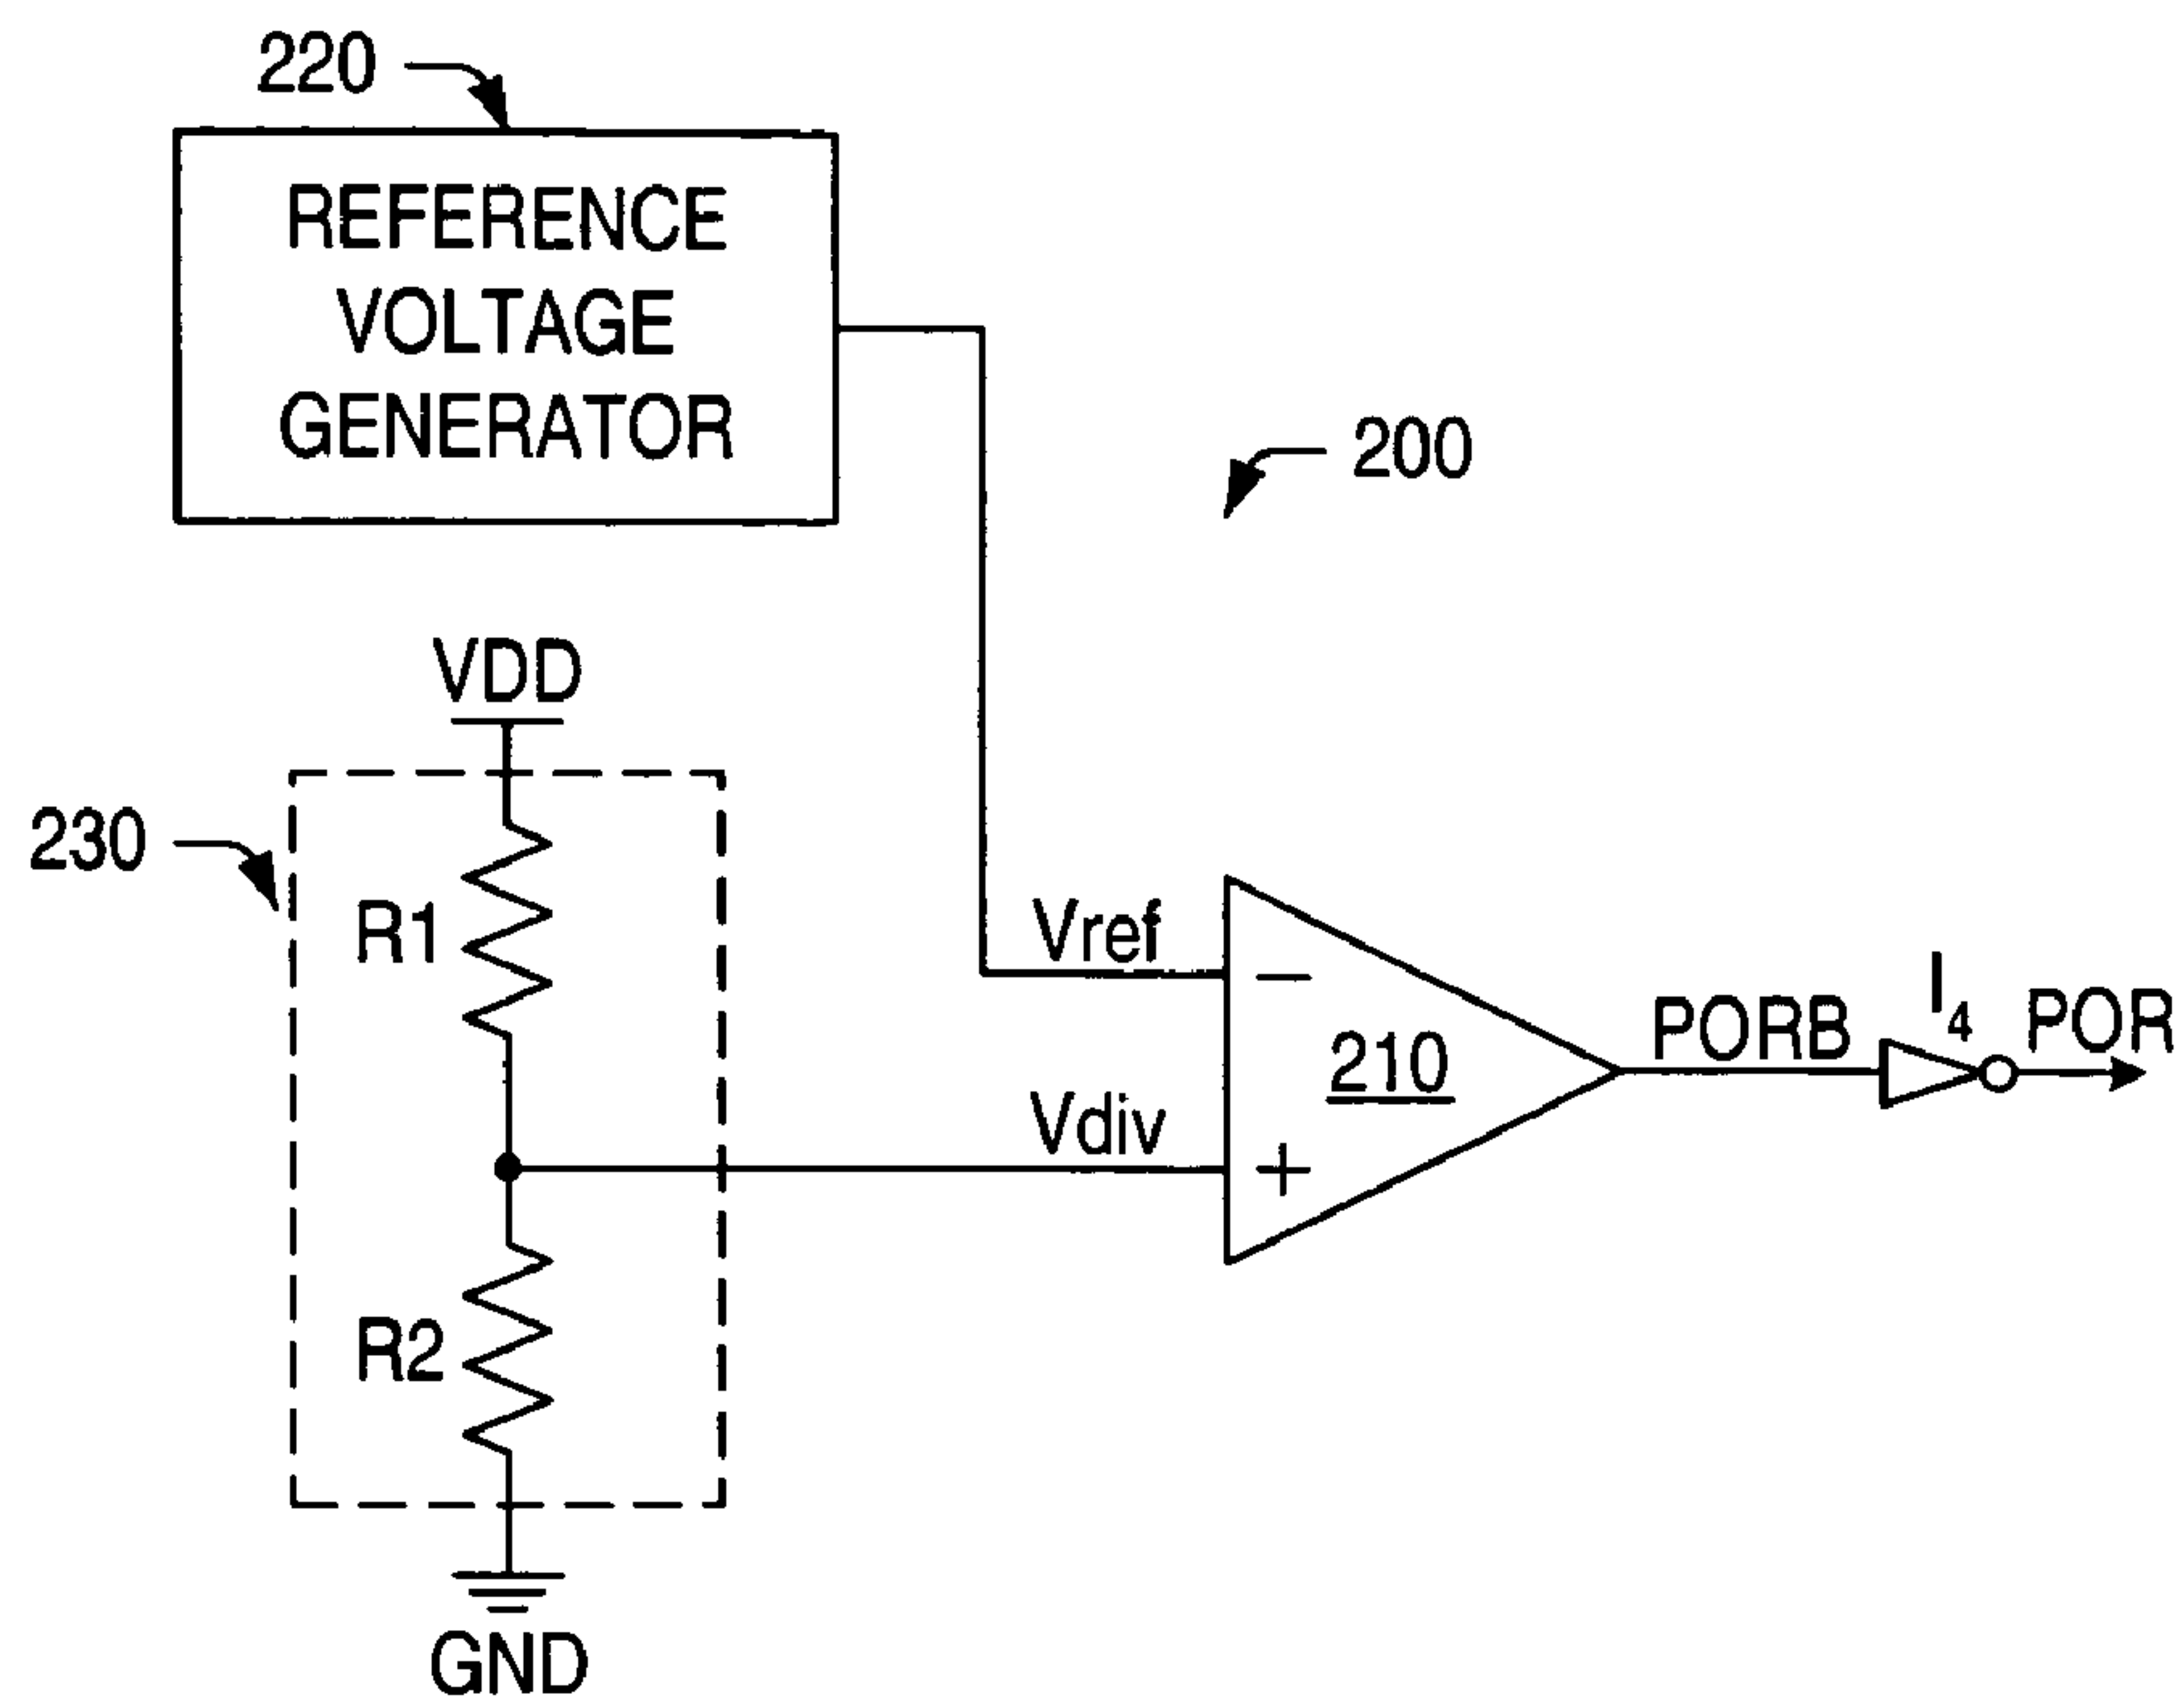 220
REFERENCE
VOLTAGE
GENERATOR
200
VDD
230
R1
Vref
−
210
PORB
I4
POR
Vdiv
+
R2
GND